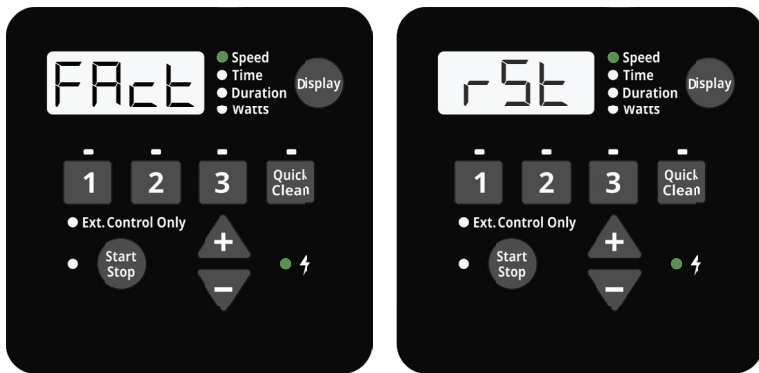 FAct
Speed
Time
Duration
Watts
Display
1 2 3 Quick Clean
Ext. Control Only
+
Start Stop
−
rSt
Speed
Time
Duration
Watts
Display
1 2 3 Quick Clean
Ext. Control Only
+
Start Stop
−